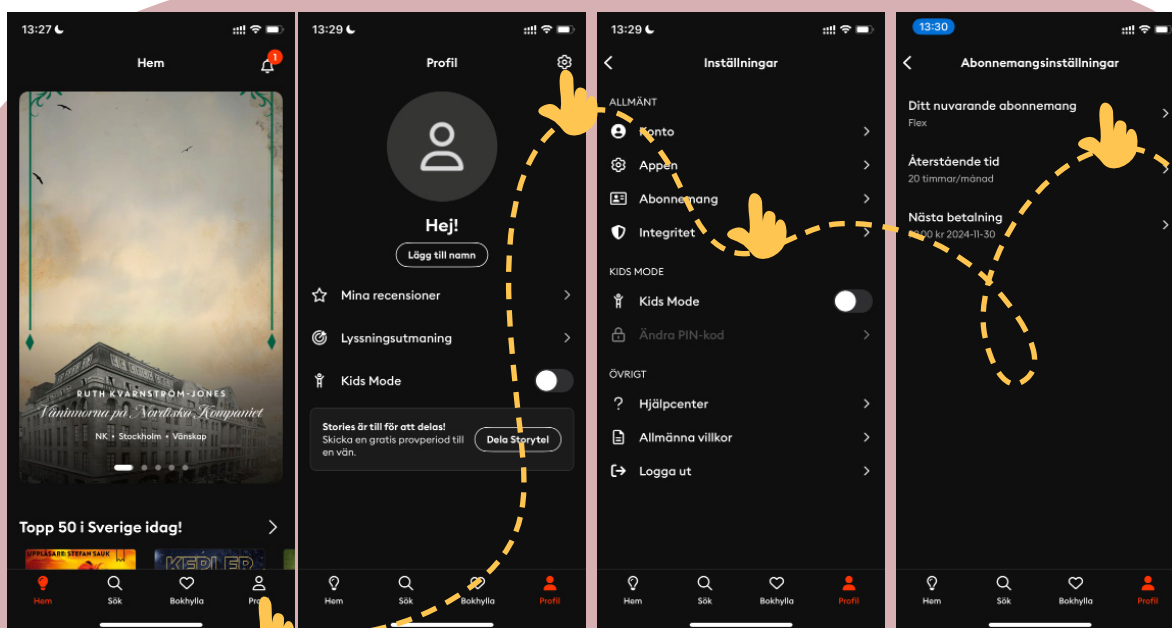 13:27
Hem
1
RUTH KVARNSTRÖM-JONES
Väninnorna på Nordiska Kompaniet
NK • Stockholm • Vänskap
Topp 50 i Sverige idag!
UPPLÄSARE: STEFAN SAUK
KEPLER
Hem
Sök
Bokhylla
13:29
Profil
Hej!
Lägg till namn
Mina recensioner
Lyssningsutmaning
Kids Mode
Stories är till för att delas!
Skicka en gratis provperiod till
en vän.
Dela Storytel
Hem
Sök
Bokhylla
Profil
13:29
Inställningar
ALLMÄNT
Konto
Appen
Abonnemang
Integritet
KIDS MODE
Kids Mode
Ändra PIN-kod
ÖVRIGT
Hjälpcenter
Allmänna villkor
Logga ut
Hem
Sök
Bokhylla
Profil
13:30
Abonnemangsinställningar
Ditt nuvarande abonnemang
Flex
Återstående tid
20 timmar/månad
Nästa betalning
kr 2024-11-30
Hem
Sök
Bokhylla
Profil